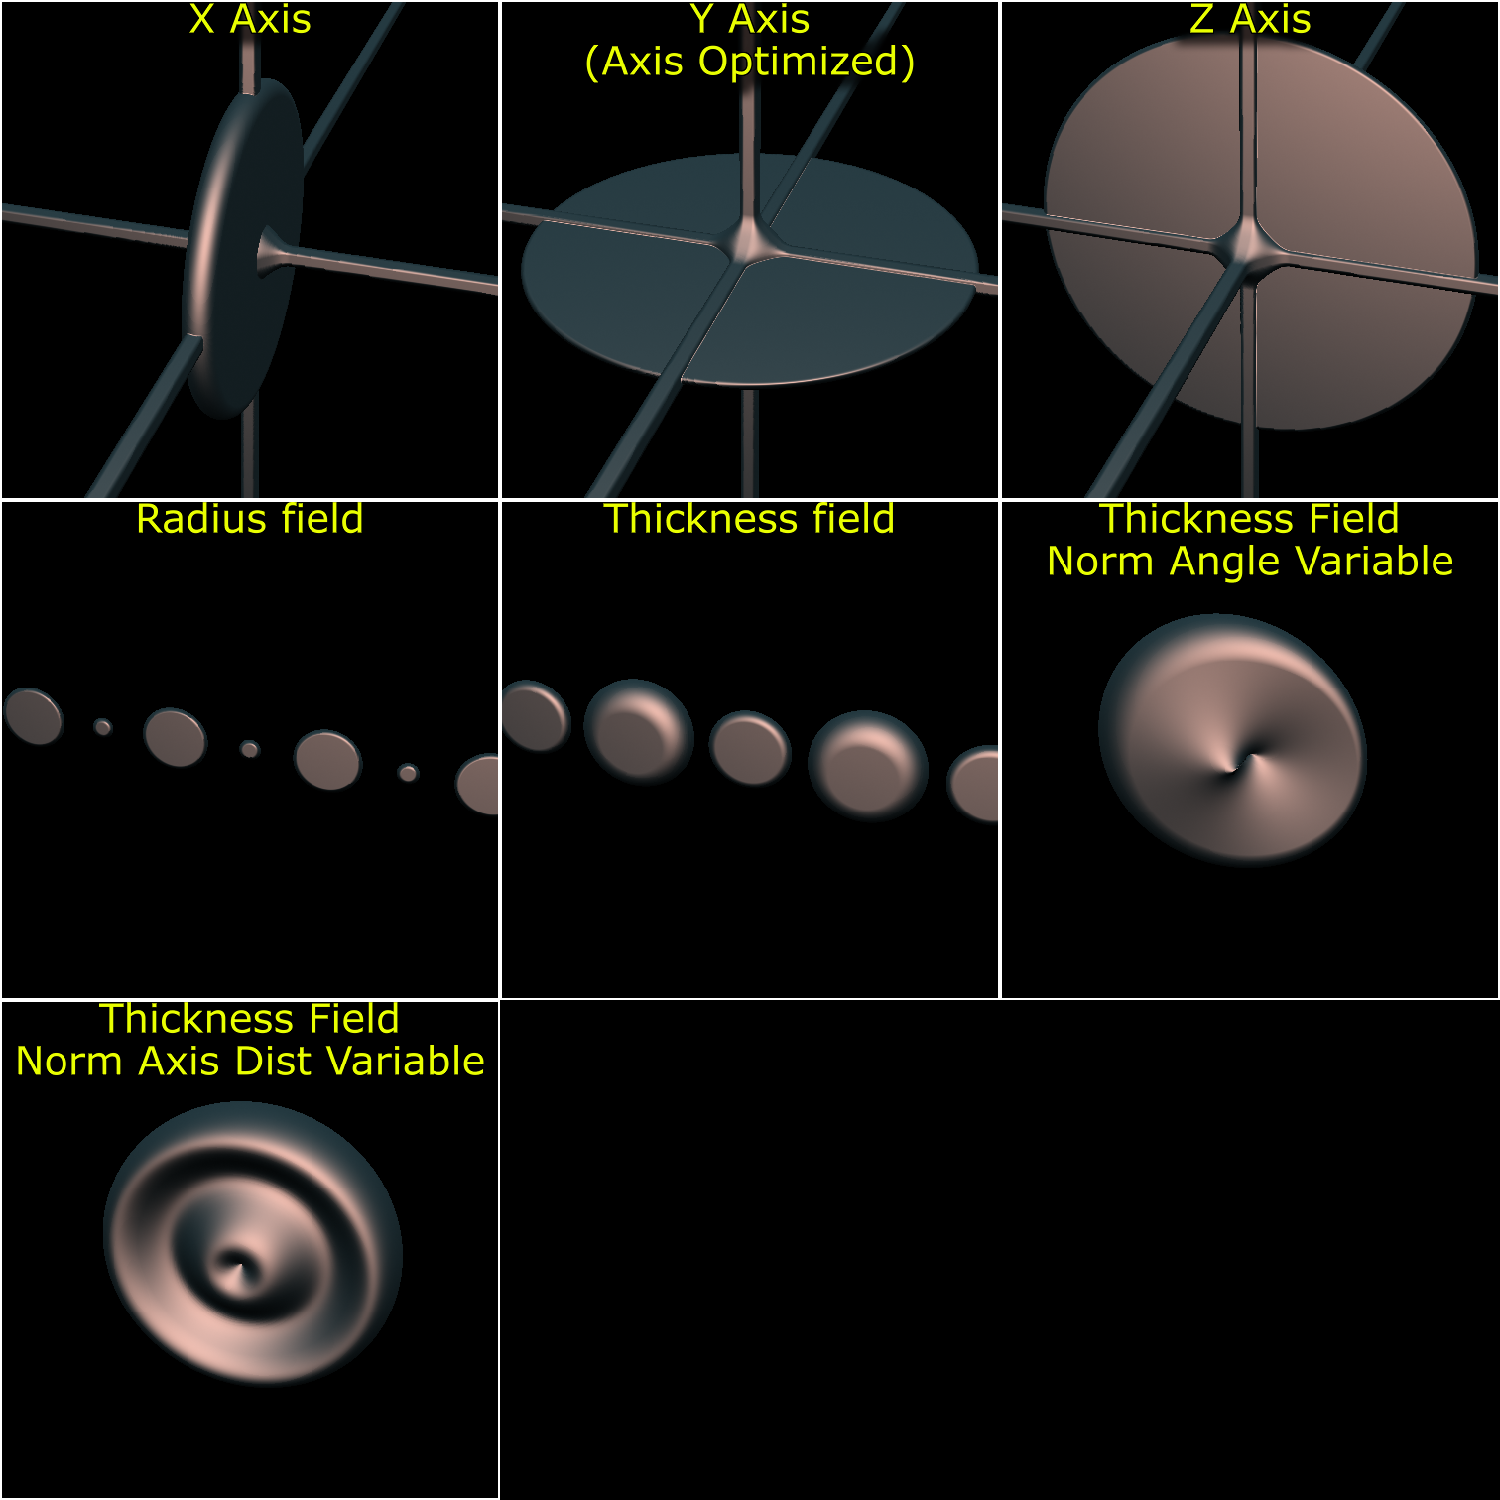 X Axis
Y Axis
(Axis Optimized)
Z Axis
Radius field
Thickness field
Thickness Field
Norm Angle Variable
Thickness Field
Norm Axis Dist Variable